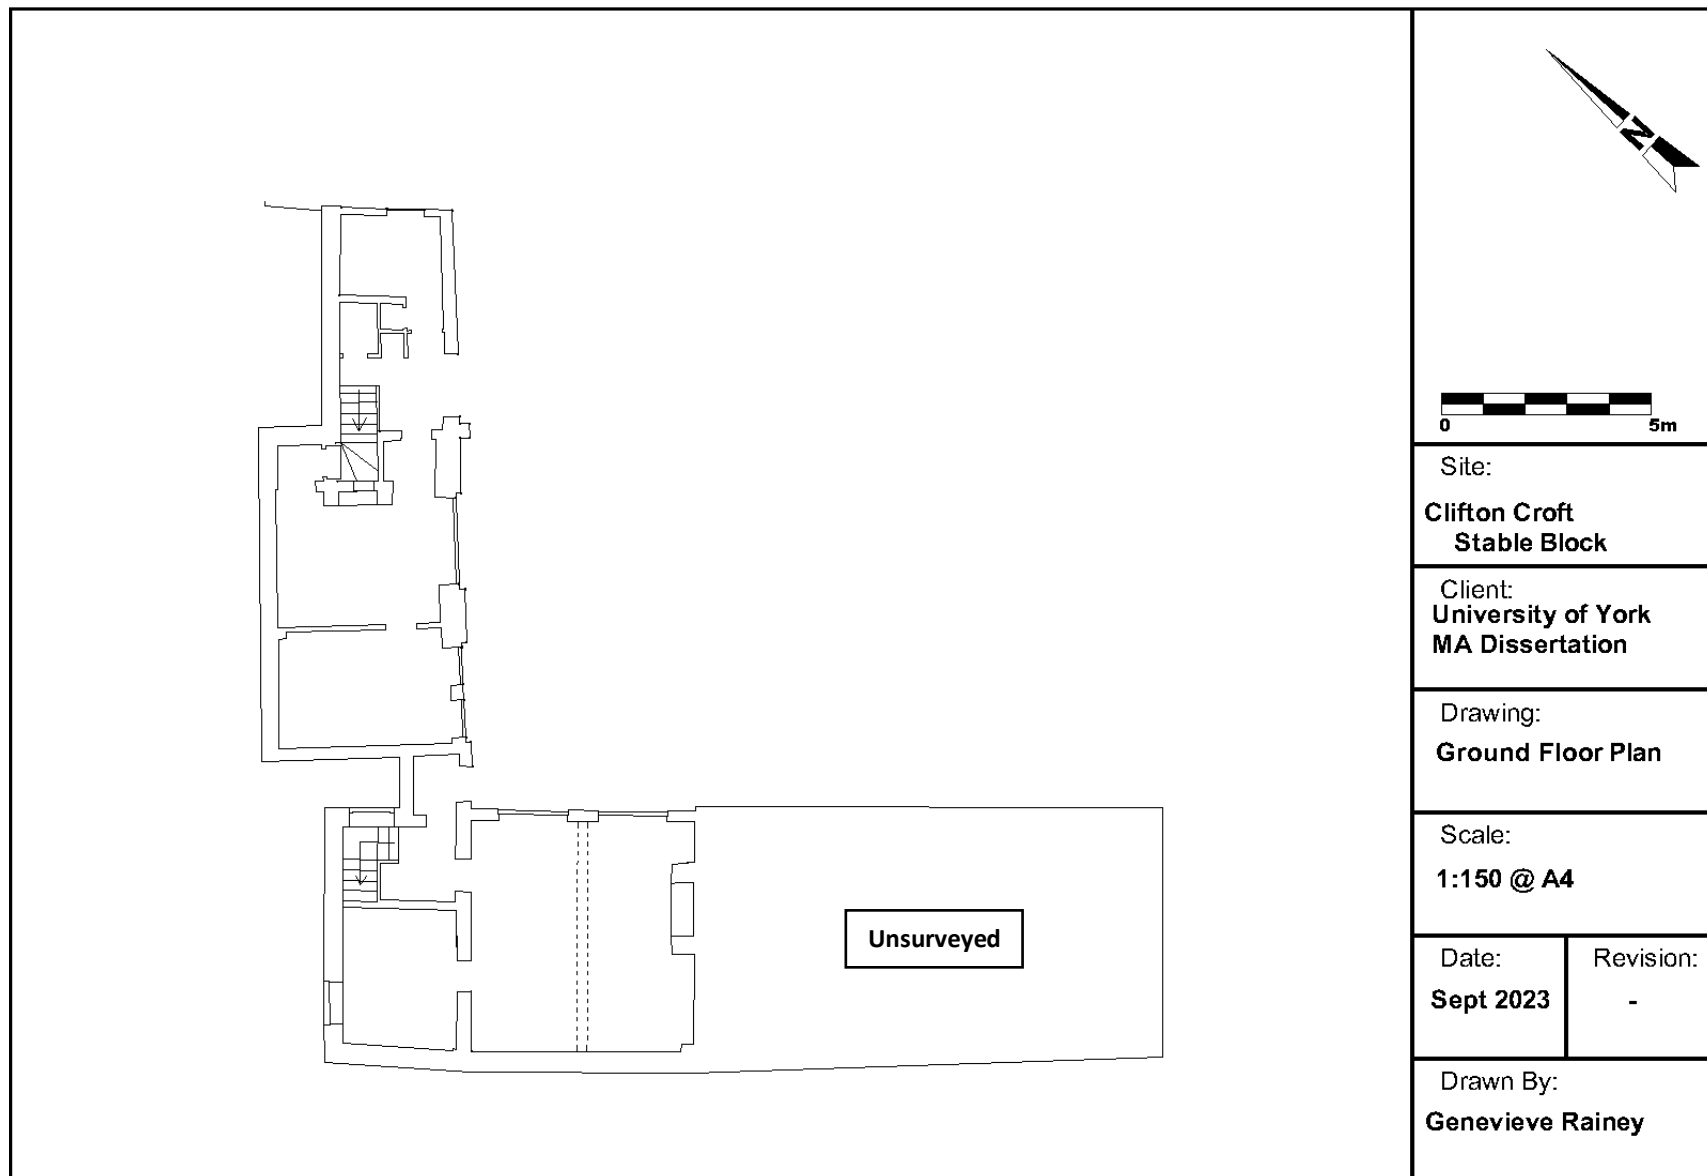 N
0 5m
Site:
Clifton Croft
Stable Block
Client:
University of York
MA Dissertation
Drawing:
Ground Floor Plan
Scale:
1:150 @ A4
Date:
Sept 2023
Revision:
-
Drawn By:
Genevieve Rainey
Unsurveyed